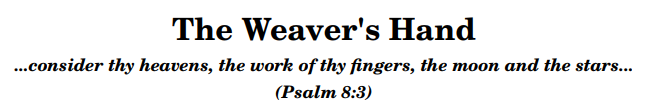 The Weaver's Hand
...consider thy heavens, the work of thy fingers, the moon and the stars...
(Psalm 8:3)